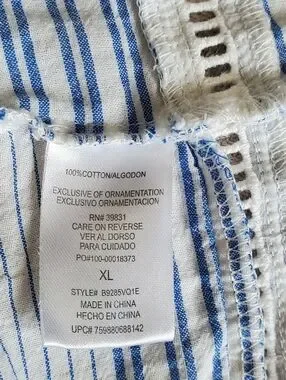 100%COTTON/ALGODON
EXCLUSIVE OF ORNAMENTATION
EXCLUSIVO ORNAMENTACION
RN# 39831
CARE ON REVERSE
VER AL DORSO
PARA CUIDADO
PO#100-00018373
XL
STYLE# B9285VQ1E
MADE IN CHINA
HECHO EN CHINA
UPC# 759880688142